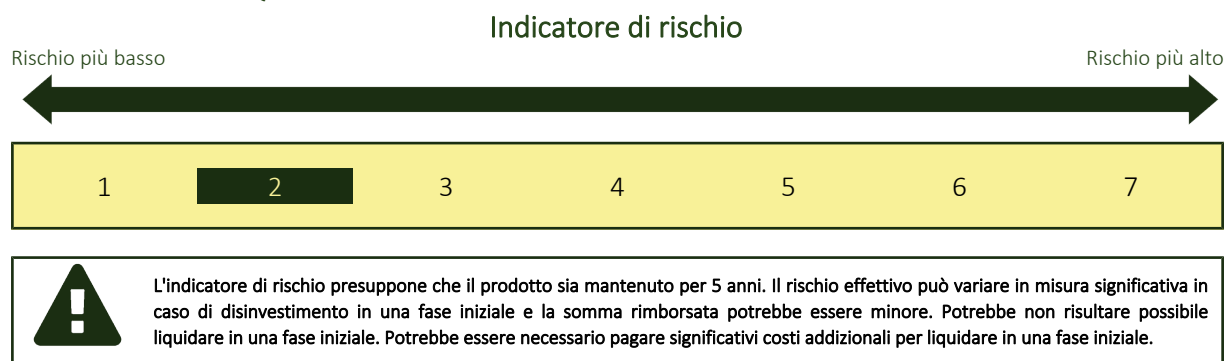 Indicatore di rischio
Rischio più basso Rischio più alto
1 2 3 4 5 6 7
L'indicatore di rischio presuppone che il prodotto sia mantenuto per 5 anni. Il rischio effettivo può variare in misura significativa in
caso di disinvestimento in una fase iniziale e la somma rimborsata potrebbe essere minore. Potrebbe non risultare possibile
liquidare in una fase iniziale. Potrebbe essere necessario pagare significativi costi addizionali per liquidare in una fase iniziale.